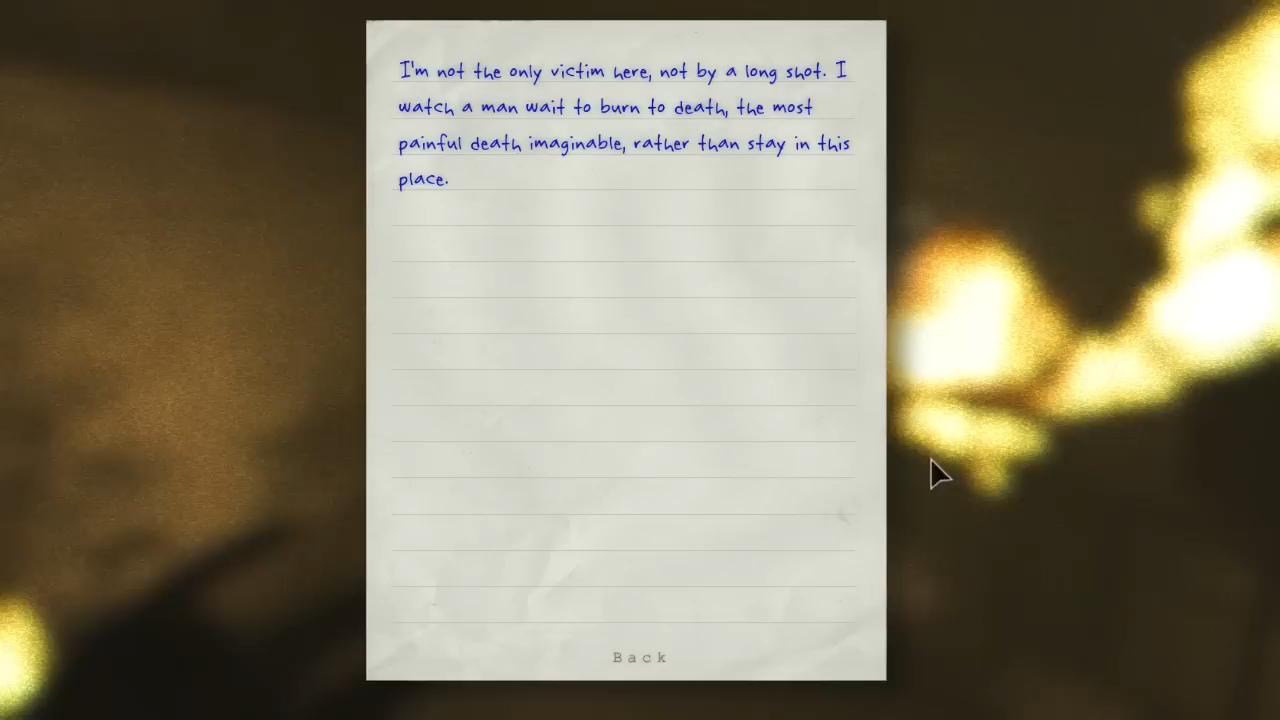 I'm not the only victim here, not by a long shot. I
watch a man wait to burn to death, the most
painful death imaginable, rather than stay in this
place.
Back